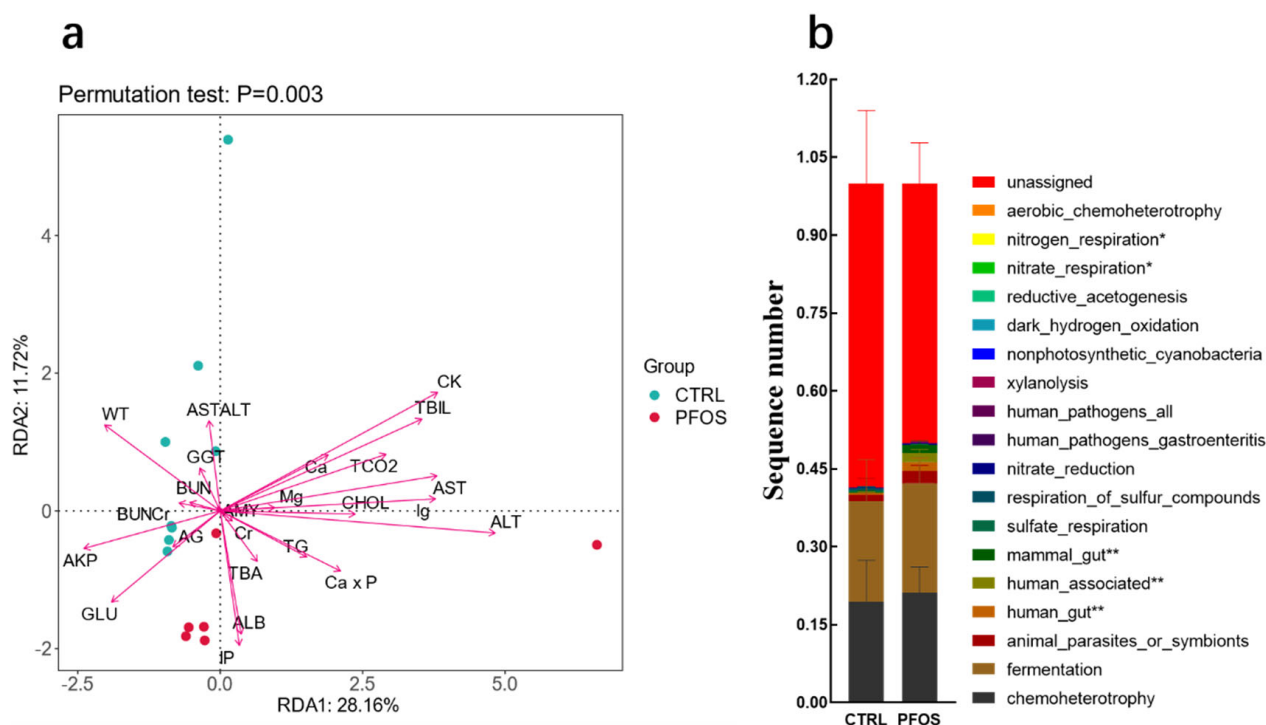 a
b
Permutation test: P=0.003
RDA2: 11.72%
4
2
0
-2
-2.5
0.0
2.5
5.0
RDA1: 28.16%
CK
TBIL
WT
ASTALT
GGT
Ca
TCO2
AST
BUN
Mg
CHOL
Ig
ALT
BUNCr
AMY
AG
Cr
TG
AKP
TBA
Ca x P
GLU
ALB
IP
Group
CTRL
PFOS
Sequence number
1.20
1.05
0.90
0.75
0.60
0.45
0.30
0.15
0.00
CTRL PFOS
unassigned
aerobic_chemoheterotrophy
nitrogen_respiration*
nitrate_respiration*
reductive_acetogenesis
dark_hydrogen_oxidation
nonphotosynthetic_cyanobacteria
xylanolysis
human_pathogens_all
human_pathogens_gastroenteritis
nitrate_reduction
respiration_of_sulfur_compounds
sulfate_respiration
mammal_gut**
human_associated**
human_gut**
animal_parasites_or_symbionts
fermentation
chemoheterotrophy